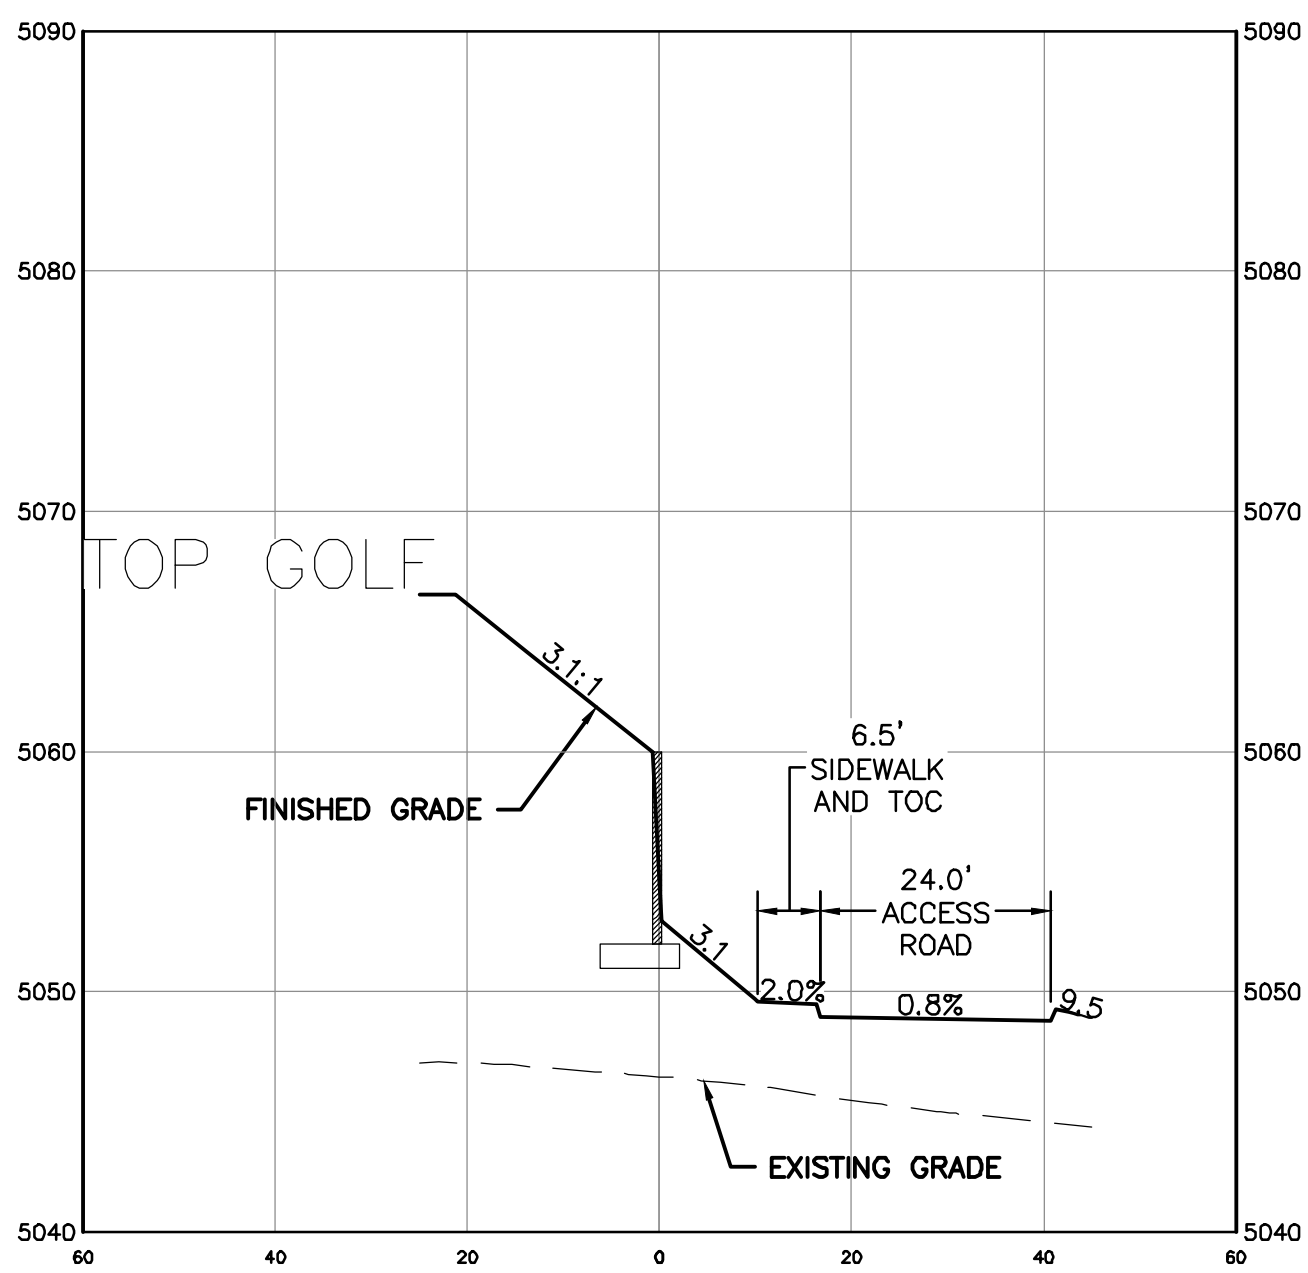 5090 5090
5080 5080
5070 5070
TOP GOLF
3.1:1
5060 5060
6.5'
SIDEWALK
AND TOC
FINISHED GRADE
24.0'
ACCESS
ROAD
3.1
5050 5050
2.0%
0.8%
9.5
EXISTING GRADE
5040 5040
60 40 20 0 20 40 60